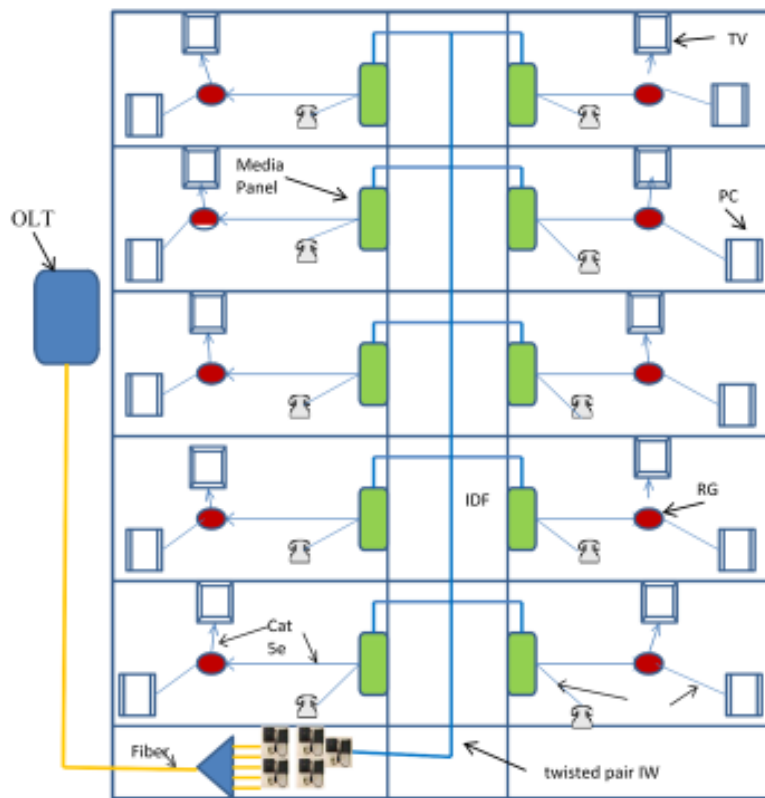 TV
Media
Panel
PC
OLT
IDF
RG
Cat
5e
Fiber
twisted pair IW